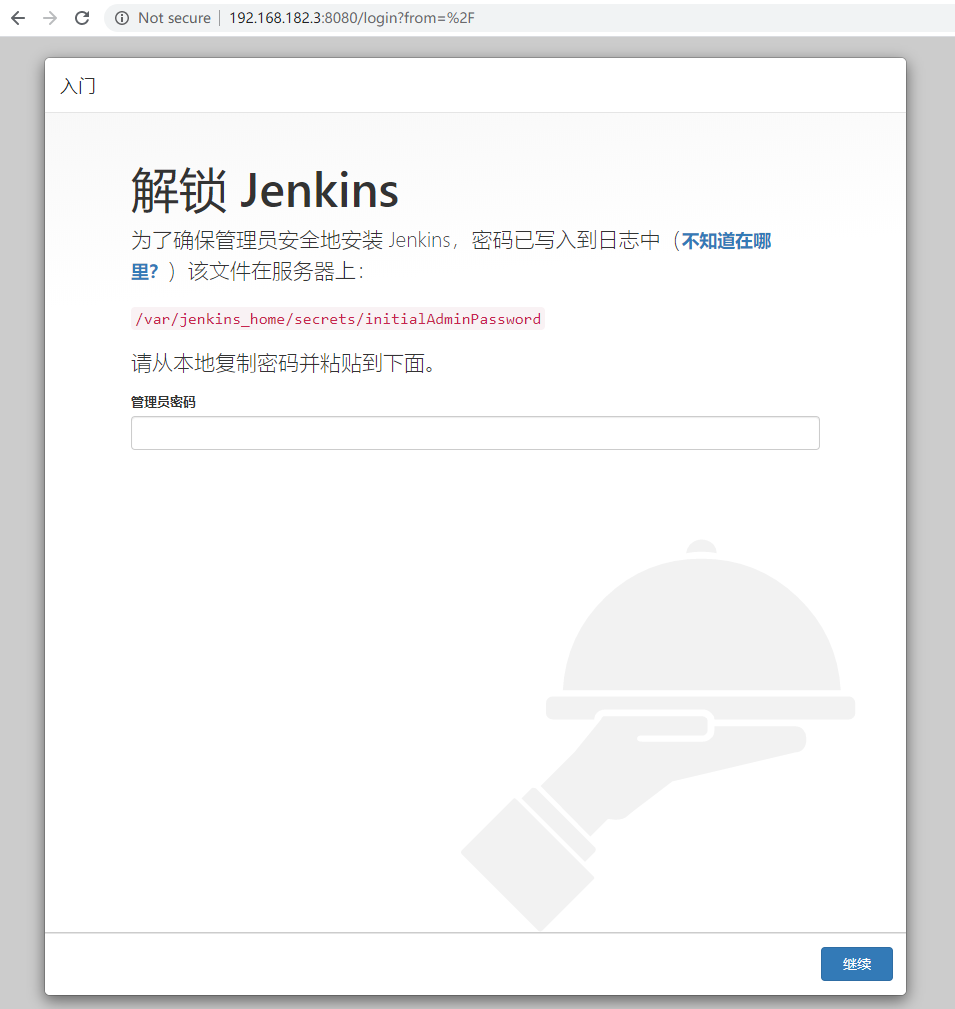 Not secure | 192.168.182.3:8080/login?from=%2F
入门
解锁 Jenkins
为了确保管理员安全地安装 Jenkins，密码已写入到日志中（不知道在哪
里？）该文件在服务器上：
/var/jenkins_home/secrets/initialAdminPassword
请从本地复制密码并粘贴到下面。
管理员密码
继续